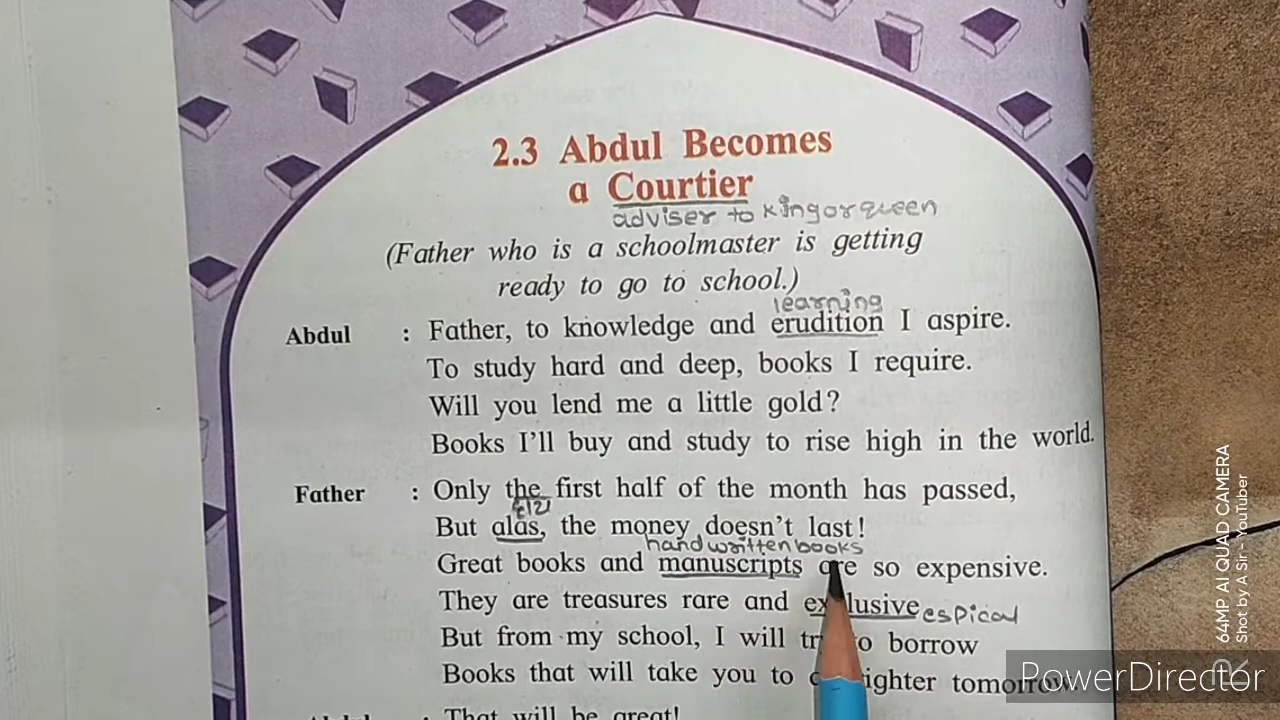 2.3 Abdul Becomes
a Courtier
adviser to king or queen
(Father who is a schoolmaster is getting
ready to go to school.)
learning
Abdul : Father, to knowledge and erudition I aspire.
To study hard and deep, books I require.
Will you lend me a little gold?
Books I'll buy and study to rise high in the world.
Father : Only the first half of the month has passed,
But alas, the money doesn't last!
handwritten books
Great books and manuscripts are so expensive.
They are treasures rare and exclusive espical
But from my school, I will try to borrow
Books that will take you to brighter tomorrow
Abdul : That will be great!
64MP AI QUAD CAMERA
Shot by A Sir - YouTuber
PowerDirector